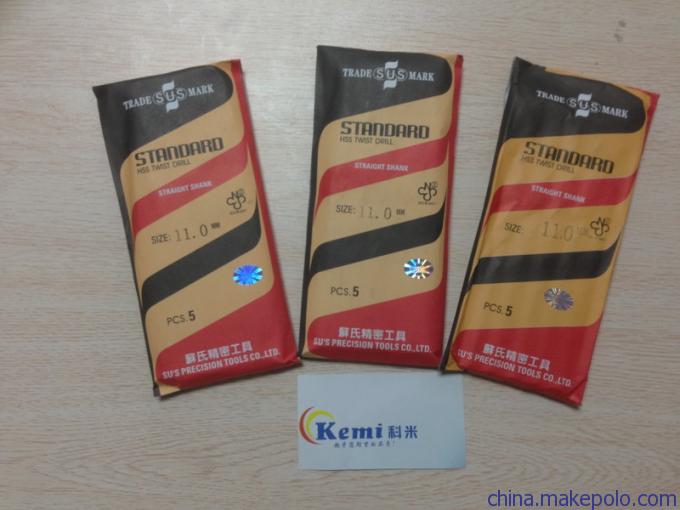 TRADE SUS MARK
STANDARD
HSS TWIST DRILL
STRAIGHT SHANK
SIZE: 11.0 MM
PCS. 5
蘇氏精密工具
SU'S PRECISION TOOLS CO.,LTD.
TRADE SUS MARK
STANDARD
HSS TWIST DRILL
STRAIGHT SHANK
SIZE: 11.0 MM
PCS. 5
蘇氏精密工具
SU'S PRECISION TOOLS CO.,LTD.
TRADE SUS MARK
STANDARD
HSS TWIST DRILL
STRAIGHT SHANK
SIZE: 11.0
PCS. 5
蘇氏精密工具
SU'S PRECISION TOOLS CO.,LTD.
Kemi 科米
china.makepolo.com